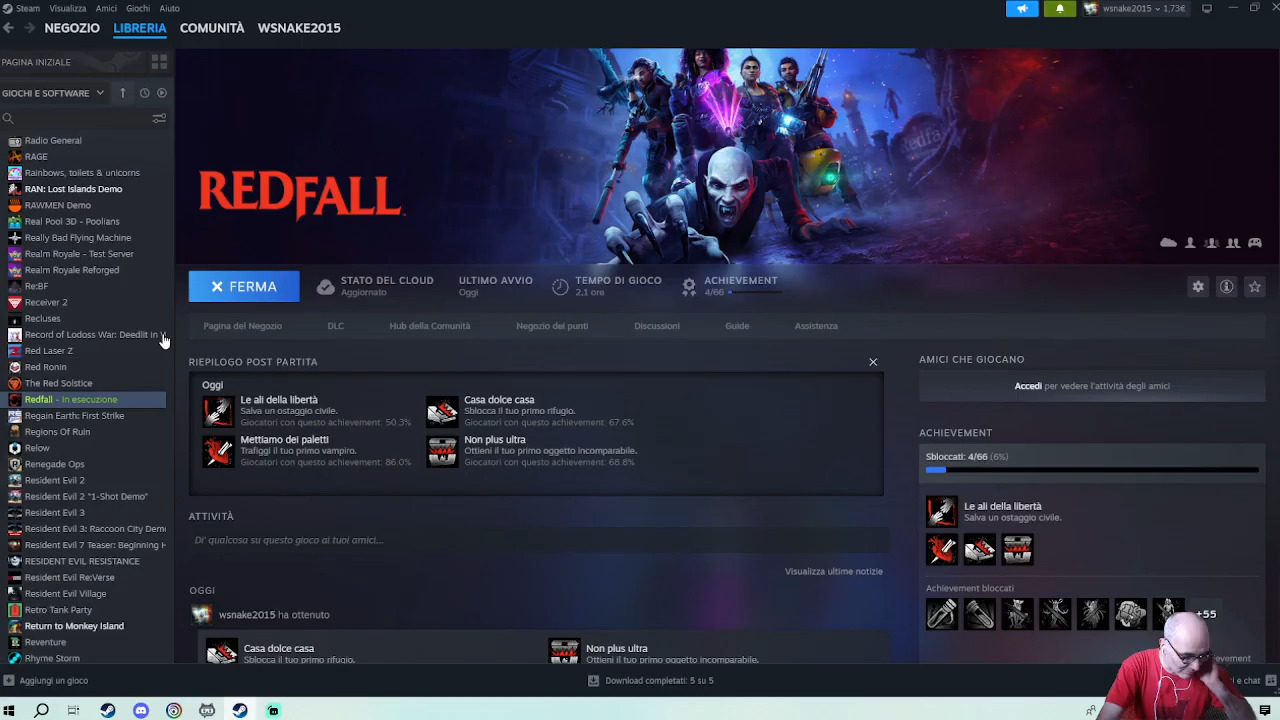 Steam Visualizza Amici Giochi Aiuto
wsnake2015 1,73€
NEGOZIO LIBRERIA COMUNITÀ WSNAKE2015
PAGINA INIZIALE
GIOCHI E SOFTWARE
Radio General
RAGE
Rainbows, toilets & unicorns
RAN: Lost Islands Demo
RAWMEN Demo
Real Pool 3D - Poolians
Really Bad Flying Machine
Realm Royale - Test Server
Realm Royale Reforged
Re:BF
Receiver 2
Recluses
Record of Lodoss War: Deedlit in
Red Laser Z
Red Ronin
The Red Solstice
Redfall - In esecuzione
Regain Earth: First Strike
Regions Of Ruin
Relow
Renegade Ops
Resident Evil 2
Resident Evil 2 "1-Shot Demo"
Resident Evil 3
Resident Evil 3: Raccoon City Demo
Resident Evil 7 Teaser: Beginning H
RESIDENT EVIL RESISTANCE
Resident Evil Re:Verse
Resident Evil Village
Retro Tank Party
Return to Monkey Island
Reventure
Rhyme Storm
Aggiungi un gioco
REDFALL
FERMA
STATO DEL CLOUD
Aggiornato
ULTIMO AVVIO
Oggi
TEMPO DI GIOCO
2,1 ore
ACHIEVEMENT
4/66
Pagina del Negozio DLC Hub della Comunità Negozio dei punti Discussioni Guide Assistenza
RIEPILOGO POST PARTITA
Oggi
Le ali della libertà
Salva un ostaggio civile.
Giocatori con questo achievement: 50.3%
Casa dolce casa
Sblocca il tuo primo rifugio.
Giocatori con questo achievement: 67.6%
Mettiamo dei paletti
Trafiggi il tuo primo vampiro.
Giocatori con questo achievement: 86.0%
Non plus ultra
Ottieni il tuo primo oggetto incomparabile.
Giocatori con questo achievement: 68.8%
ATTIVITÀ
Di' qualcosa su questo gioco ai tuoi amici...
Visualizza ultime notizie
OGGI
wsnake2015 ha ottenuto
Casa dolce casa
Sblocca il tuo primo rifugio.
Non plus ultra
Ottieni il tuo primo oggetto incomparabile.
AMICI CHE GIOCANO
Accedi per vedere l'attività degli amici
ACHIEVEMENT
Sbloccati: 4/66 (6%)
Le ali della libertà
Salva un ostaggio civile.
Achievement bloccati
+55
Download completati: 5 su 5
i e chat